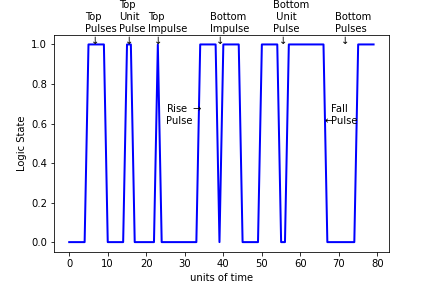 Top
Pulses
↓
Top
Unit
Pulse
↓
Top
Impulse
↓
Bottom
Impulse
↓
Bottom
Unit
Pulse
↓
Bottom
Pulses
↓
Rise →
Pulse
Fall
←Pulse
Logic State
1.0
0.8
0.6
0.4
0.2
0.0
0 10 20 30 40 50 60 70 80
units of time